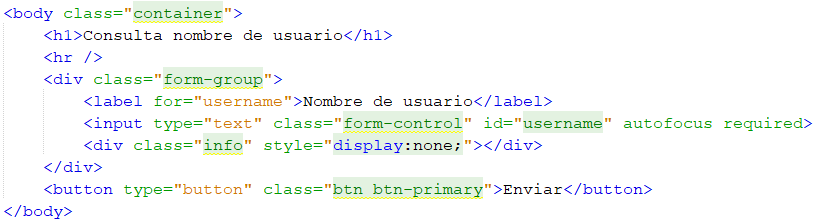 <body class="container">
<h1>Consulta nombre de usuario</h1>
<hr />
<div class="form-group">
<label for="username">Nombre de usuario</label>
<input type="text" class="form-control" id="username" autofocus required>
<div class="info" style="display:none;"></div>
</div>
<button type="button" class="btn btn-primary">Enviar</button>
</body>